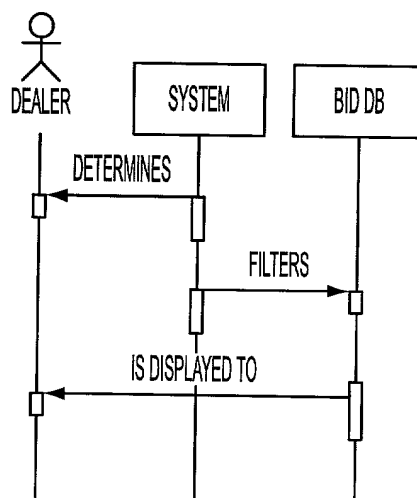 DEALER
SYSTEM
BID DB
DETERMINES
FILTERS
IS DISPLAYED TO